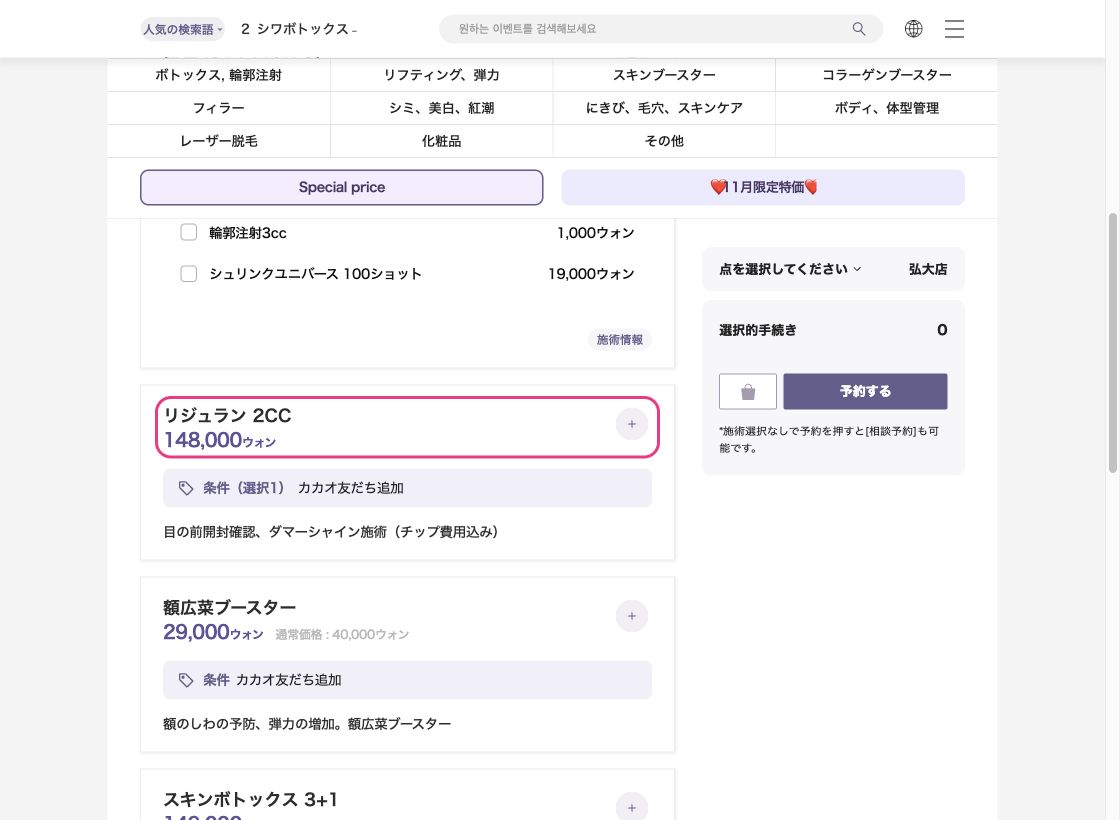 人気の検索語
2 シワボトックス -
원하는 이벤트를 검색해보세요
ボトックス, 輪郭注射
リフティング、弾力
スキンブースター
コラーゲンブースター
フィラー
シミ、美白、紅潮
にきび、毛穴、スキンケア
ボディ、体型管理
レーザー脱毛
化粧品
その他
Special price
❤️11月限定特価❤️
輪郭注射3cc 1,000ウォン
シュリンクユニバース 100ショット 19,000ウォン
施術情報
リジュラン 2CC
148,000ウォン
+
条件（選択1） カカオ友だち追加
目の前開封確認、ダマーシャイン施術（チップ費用込み）
額広菜ブースター
29,000ウォン 通常価格 : 40,000ウォン
+
条件 カカオ友だち追加
額のしわの予防、弾力の増加。額広菜ブースター
スキンボトックス 3+1
+
点を選択してください 弘大店
選択的手続き 0
予約する
*施術選択なしで予約を押すと[相談予約]も可
能です。